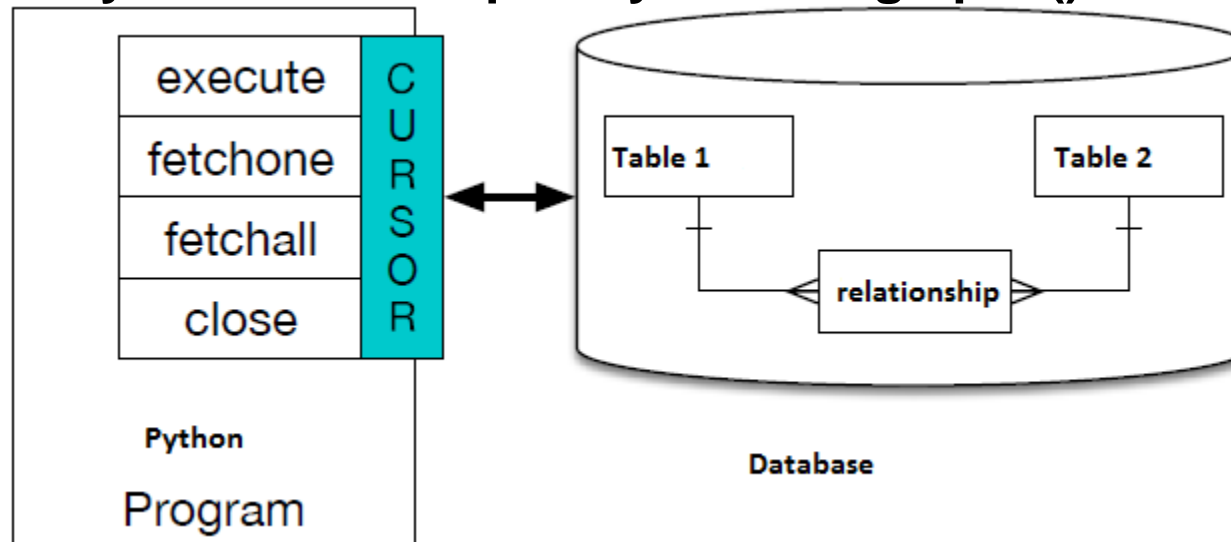 execute
fetchone
fetchall
close
CURSOR
Python
Program
Table 1
Table 2
relationship
Database